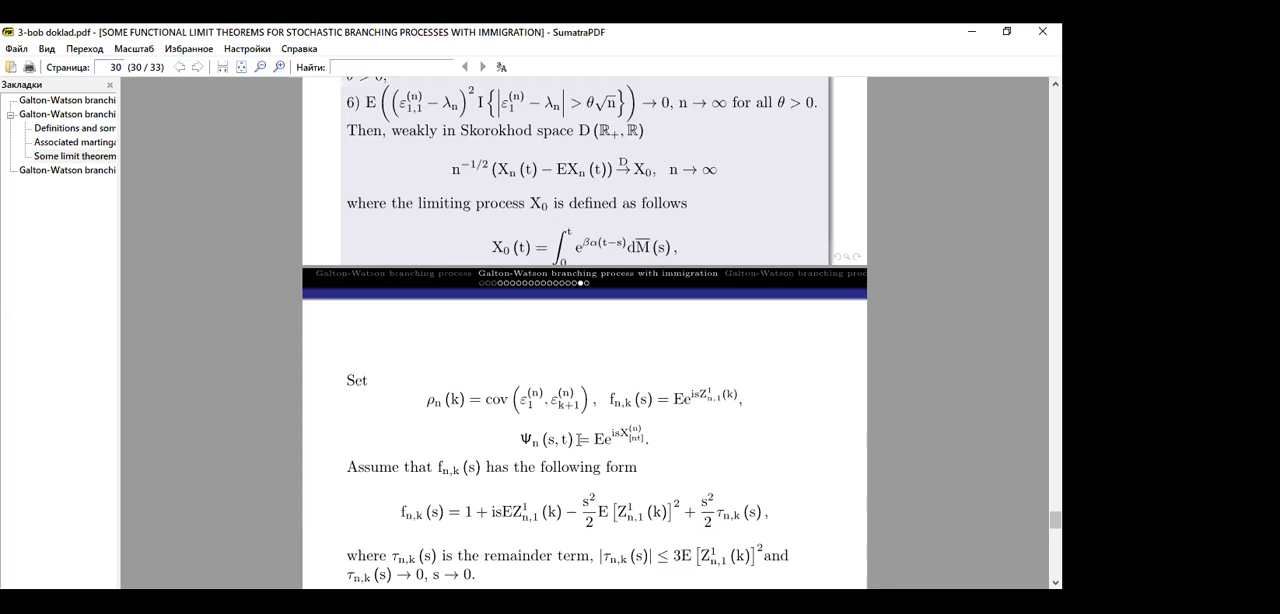 3-bob doklad.pdf - [SOME FUNCTIONAL LIMIT THEOREMS FOR STOCHASTIC BRANCHING PROCESSES WITH IMMIGRATION] - SumatraPDF
Файл Вид Переход Масштаб Избранное Настройки Справка
Страница: 30 (30 / 33) Найти:
Закладки
Galton-Watson branchi
Galton-Watson branchi
Definitions and som
Associated marting
Some limit theorem
Galton-Watson branchi
6) E ((ε_{1,1}^{(n)} − λ_n)^2 I {|ε_1^{(n)} − λ_n| > θ√n}) → 0, n → ∞ for all θ > 0.
Then, weakly in Skorokhod space D (ℝ_+, ℝ)
n^{−1/2} (X_n (t) − EX_n (t)) →^D X_0, n → ∞
where the limiting process X_0 is defined as follows
X_0 (t) = ∫_0^t e^{βα(t−s)} dM̅ (s) ,
Galton-Watson branching process Galton-Watson branching process with immigration Galton-Watson branching proc
Set
ρ_n (k) = cov (ε_1^{(n)}, ε_{k+1}^{(n)}) , f_{n,k} (s) = Ee^{isZ_{n,1}^1(k)},
Ψ_n (s, t) = Ee^{isX_{[nt]}^{(n)}}.
Assume that f_{n,k} (s) has the following form
f_{n,k} (s) = 1 + isEZ_{n,1}^1 (k) − s^2/2 E [Z_{n,1}^1 (k)]^2 + s^2/2 τ_{n,k} (s) ,
where τ_{n,k} (s) is the remainder term, |τ_{n,k} (s)| ≤ 3E [Z_{n,1}^1 (k)]^2 and
τ_{n,k} (s) → 0, s → 0.